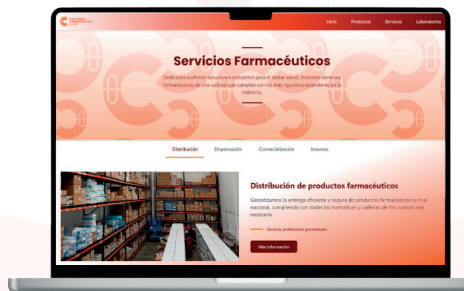 Inicio Productos Servicios Laboratorios
Servicios Farmacéuticos
Dedicados a ofrecer soluciones completas para el sector salud, mediante servicios
farmacéuticos de alta calidad que cumplen con los más rigurosos estándares de la
industria.
Distribución Dispensación Comercialización Insumos
Distribución de productos farmacéuticos
Garantizamos la entrega eficiente y segura de productos farmacéuticos a nivel
nacional, cumpliendo con todas las normativas y cadenas de frío cuando sea
necesario.
Servicio profesional garantizado
Más información